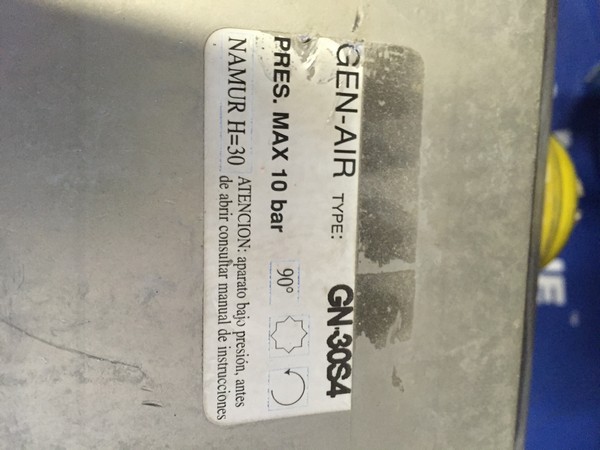 GEN-AIR TYPE: GN-30S4
PRES. MAX 10 bar 90°
NAMUR H=30 ATENCION: aparato bajo presión, antes
de abrir consultar manual de instrucciones